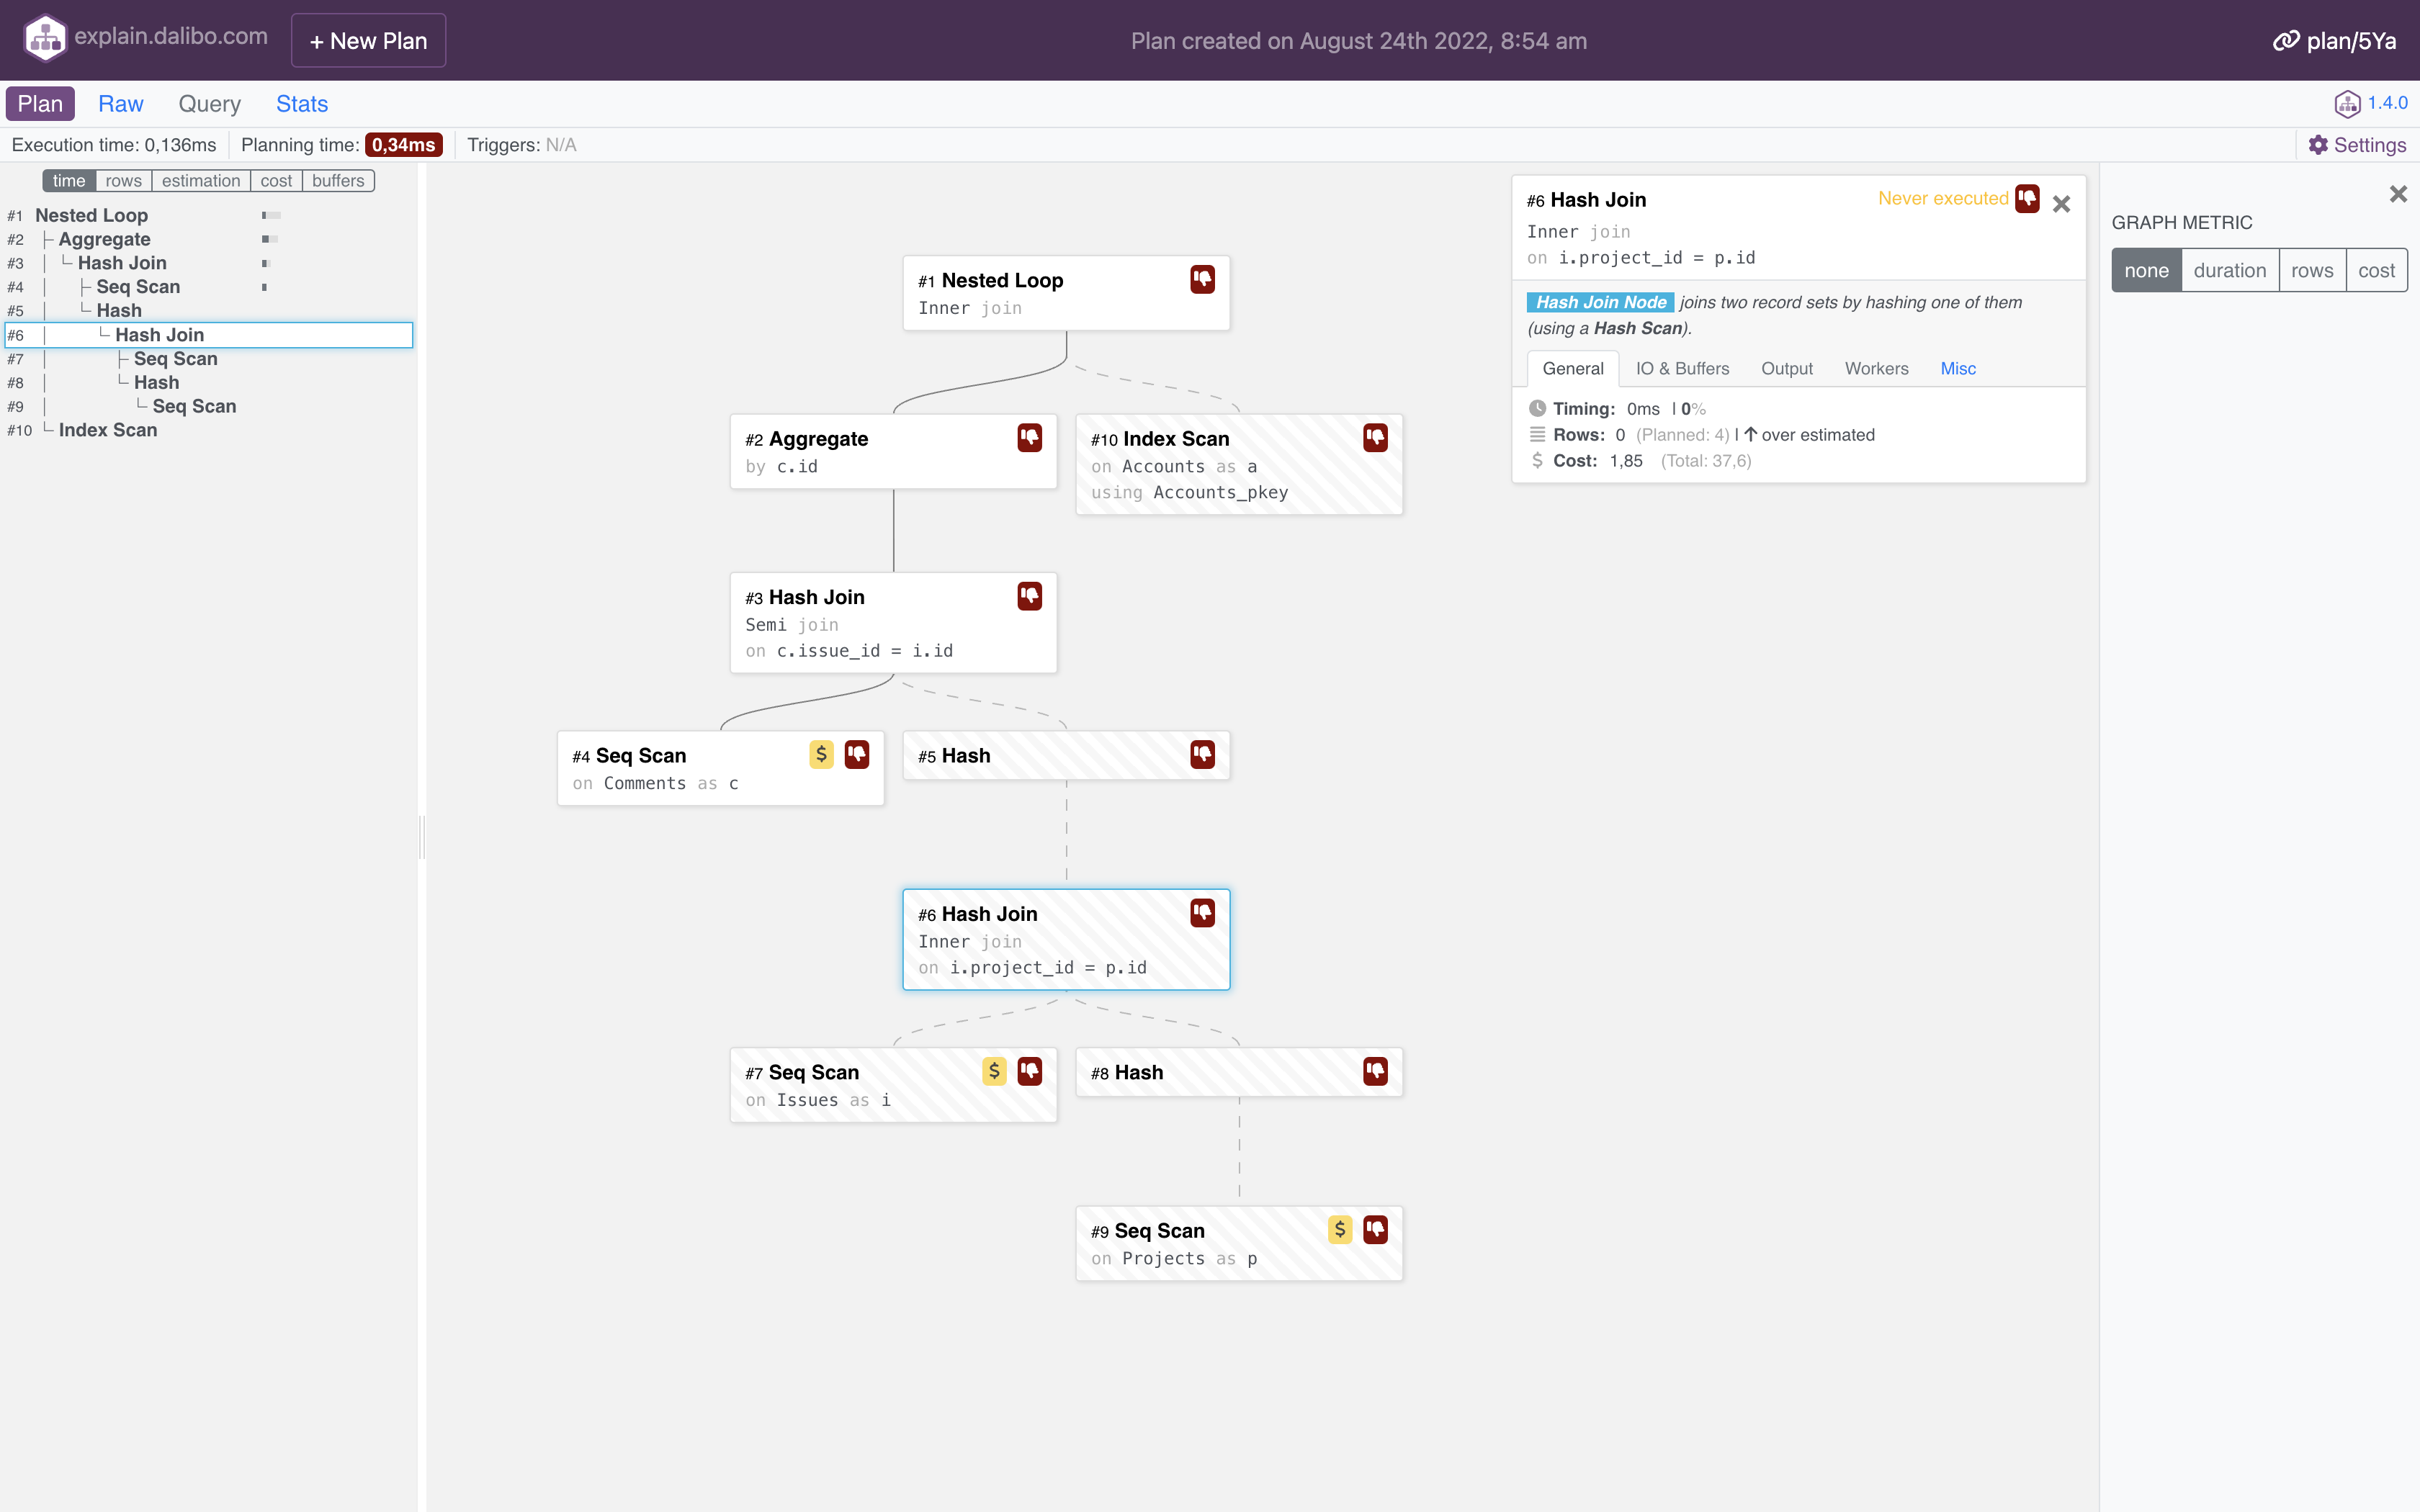 explain.dalibo.com
+ New Plan
Plan created on August 24th 2022, 8:54 am
plan/5Ya
Plan Raw Query Stats
1.4.0
Execution time: 0,136ms Planning time: 0,34ms Triggers: N/A
Settings
time rows estimation cost buffers
#1 Nested Loop
#2 Aggregate
#3 Hash Join
#4 Seq Scan
#5 Hash
#6 Hash Join
#7 Seq Scan
#8 Hash
#9 Seq Scan
#10 Index Scan
#1 Nested Loop
Inner join
#2 Aggregate
by c.id
#10 Index Scan
on Accounts as a
using Accounts_pkey
#3 Hash Join
Semi join
on c.issue_id = i.id
#4 Seq Scan $
on Comments as c
#5 Hash
#6 Hash Join
Inner join
on i.project_id = p.id
#7 Seq Scan $
on Issues as i
#8 Hash
#9 Seq Scan $
on Projects as p
#6 Hash Join Never executed
Inner join
on i.project_id = p.id
Hash Join Node joins two record sets by hashing one of them
(using a Hash Scan).
General IO & Buffers Output Workers Misc
Timing: 0ms | 0%
Rows: 0 (Planned: 4) | over estimated
$ Cost: 1,85 (Total: 37,6)
GRAPH METRIC
none duration rows cost